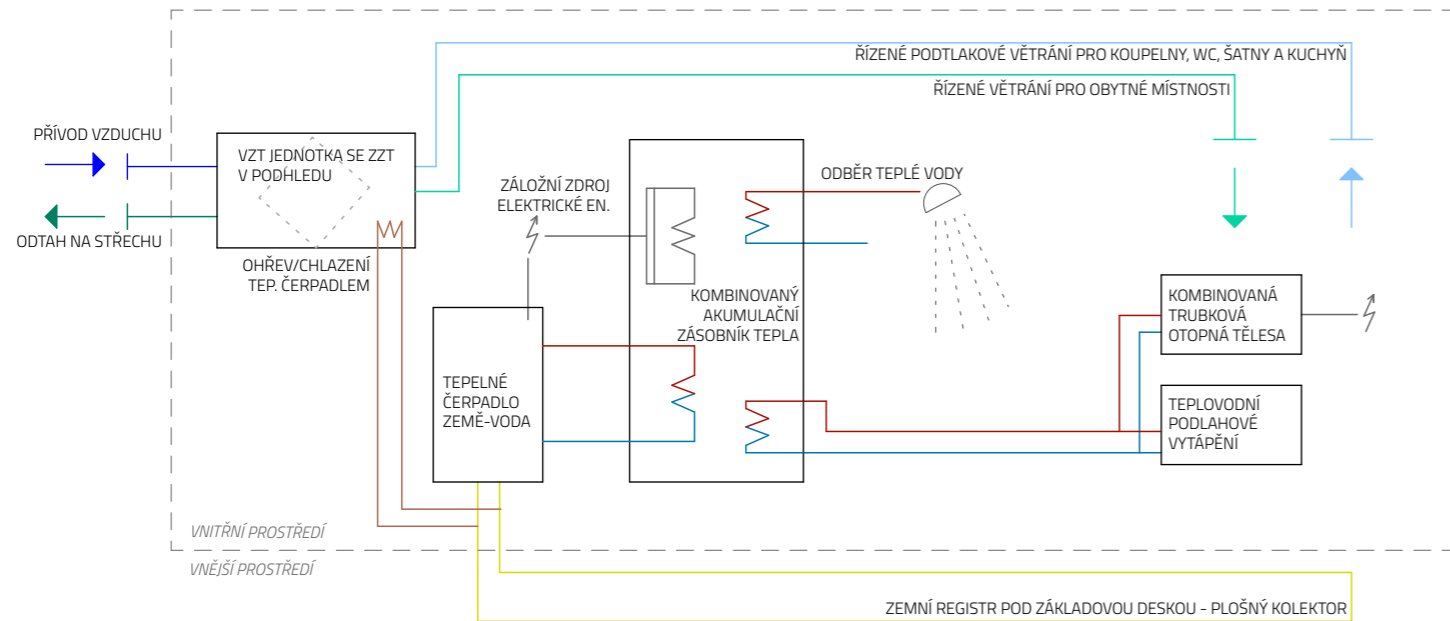 ŘÍZENÉ PODTLAKOVÉ VĚTRÁNÍ PRO KOUPELNY, WC, ŠATNY A KUCHYŇ
ŘÍZENÉ VĚTRÁNÍ PRO OBYTNÉ MÍSTNOSTI
PŘÍVOD VZDUCHU
ODTAH NA STŘECHU
VZT JEDNOTKA SE ZZT
V PODHLEDU
OHŘEV/CHLAZENÍ
TEP. ČERPADLEM
ZÁLOŽNÍ ZDROJ
ELEKTRICKÉ EN.
ODBĚR TEPLÉ VODY
KOMBINOVANÝ
AKUMULAČNÍ
ZÁSOBNÍK TEPLA
TEPELNÉ
ČERPADLO
ZEMĚ-VODA
KOMBINOVANÁ
TRUBKOVÁ
OTOPNÁ TĚLESA
TEPLOVODNÍ
PODLAHOVÉ
VYTÁPĚNÍ
VNITŘNÍ PROSTŘEDÍ
VNĚJŠÍ PROSTŘEDÍ
ZEMNÍ REGISTR POD ZÁKLADOVOU DESKOU - PLOŠNÝ KOLEKTOR